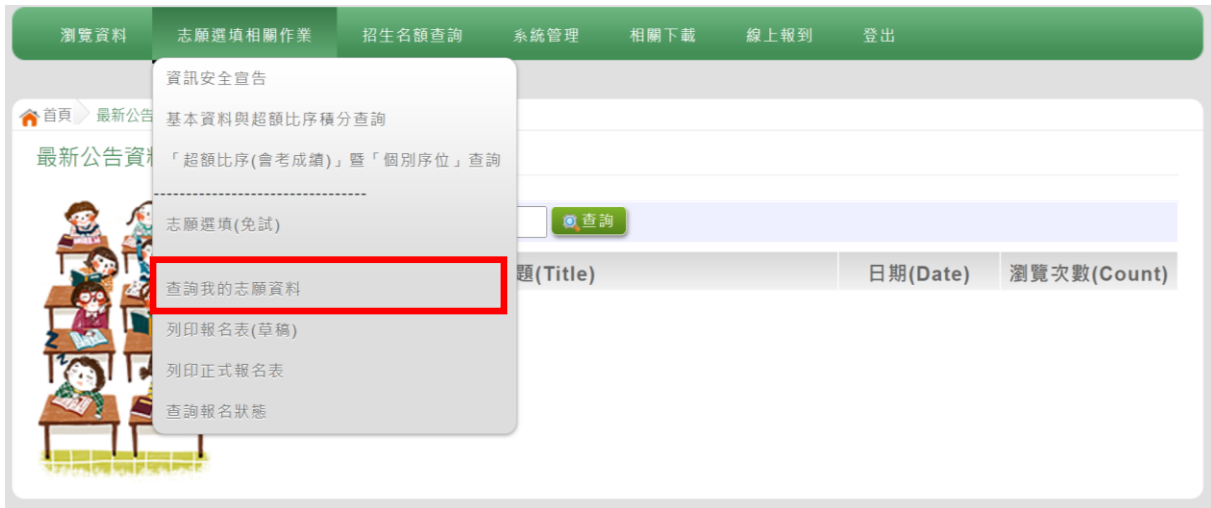 瀏覽資料 志願選填相關作業 招生名額查詢 系統管理 相關下載 線上報到 登出
資訊安全宣告
首頁 最新公告
基本資料與超額比序積分查詢
最新公告資
「超額比序(會考成績)」暨「個別序位」查詢
--------------------------------
志願選填(免試)
查詢
題(Title) 日期(Date) 瀏覽次數(Count)
查詢我的志願資料
列印報名表(草稿)
列印正式報名表
查詢報名狀態